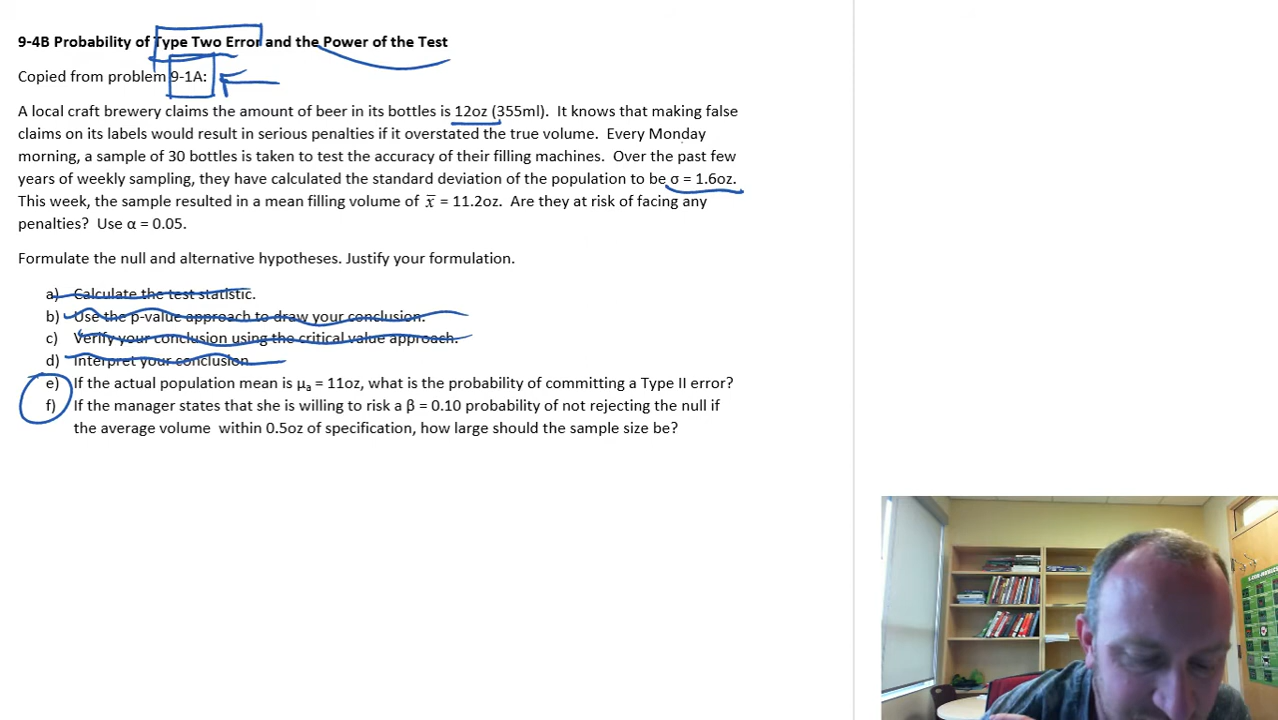 9-4B Probability of Type Two Error and the Power of the Test
Copied from problem 9-1A:
A local craft brewery claims the amount of beer in its bottles is 12oz (355ml). It knows that making false
claims on its labels would result in serious penalties if it overstated the true volume. Every Monday
morning, a sample of 30 bottles is taken to test the accuracy of their filling machines. Over the past few
years of weekly sampling, they have calculated the standard deviation of the population to be σ = 1.6oz.
This week, the sample resulted in a mean filling volume of x̅ = 11.2oz. Are they at risk of facing any
penalties? Use α = 0.05.
Formulate the null and alternative hypotheses. Justify your formulation.
a) Calculate the test statistic.
b) Use the p-value approach to draw your conclusion.
c) Verify your conclusion using the critical value approach.
d) Interpret your conclusion
e) If the actual population mean is μₐ = 11oz, what is the probability of committing a Type II error?
f) If the manager states that she is willing to risk a β = 0.10 probability of not rejecting the null if
the average volume within 0.5oz of specification, how large should the sample size be?